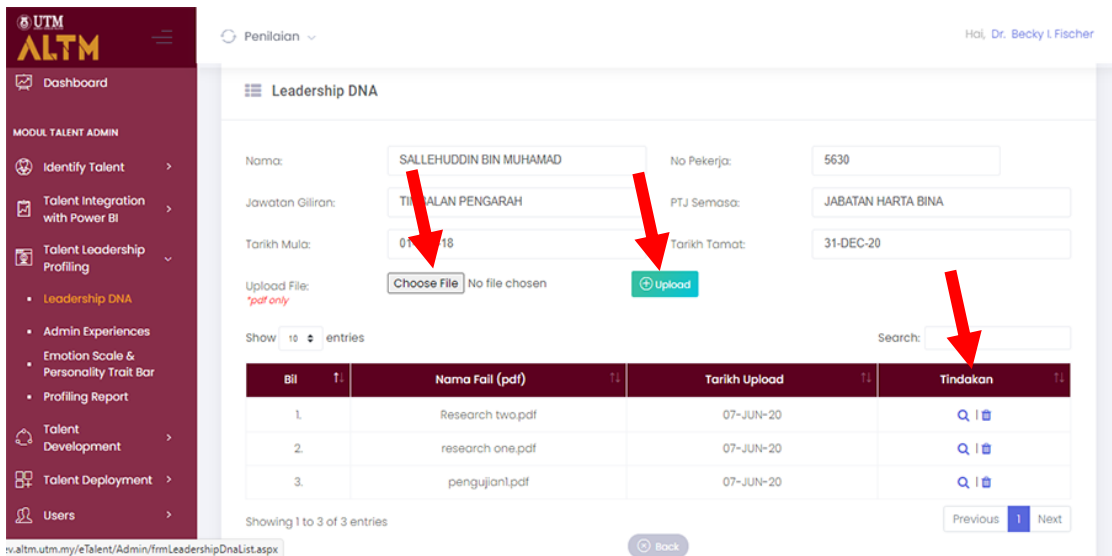 UTM
ALTM
Penilaian
Hai, Dr. Becky I. Fischer
Dashboard
Leadership DNA
MODUL TALENT ADMIN
Identify Talent
Talent Integration
with Power BI
Talent Leadership
Profiling
Leadership DNA
Admin Experiences
Emotion Scale &
Personality Trait Bar
Profiling Report
Talent
Development
Talent Deployment
Users
Nama: SALLEHUDDIN BIN MUHAMAD No Pekerja: 5630
Jawatan Giliran: PENGARAH PTJ Semasa: JABATAN HARTA BINA
Tarikh Mula: Tarikh Tamat: 31-DEC-20
Upload File: Choose File No file chosen Upload
*pdf only
Show 10 entries Search:
Bil Nama Fail (pdf) Tarikh Upload Tindakan
1. Research two.pdf 07-JUN-20
2. research one.pdf 07-JUN-20
3. pengujian1.pdf 07-JUN-20
Showing 1 to 3 of 3 entries Previous 1 Next
Back
ev.altm.utm.my/eTalent/Admin/frmLeadershipDnaList.aspx